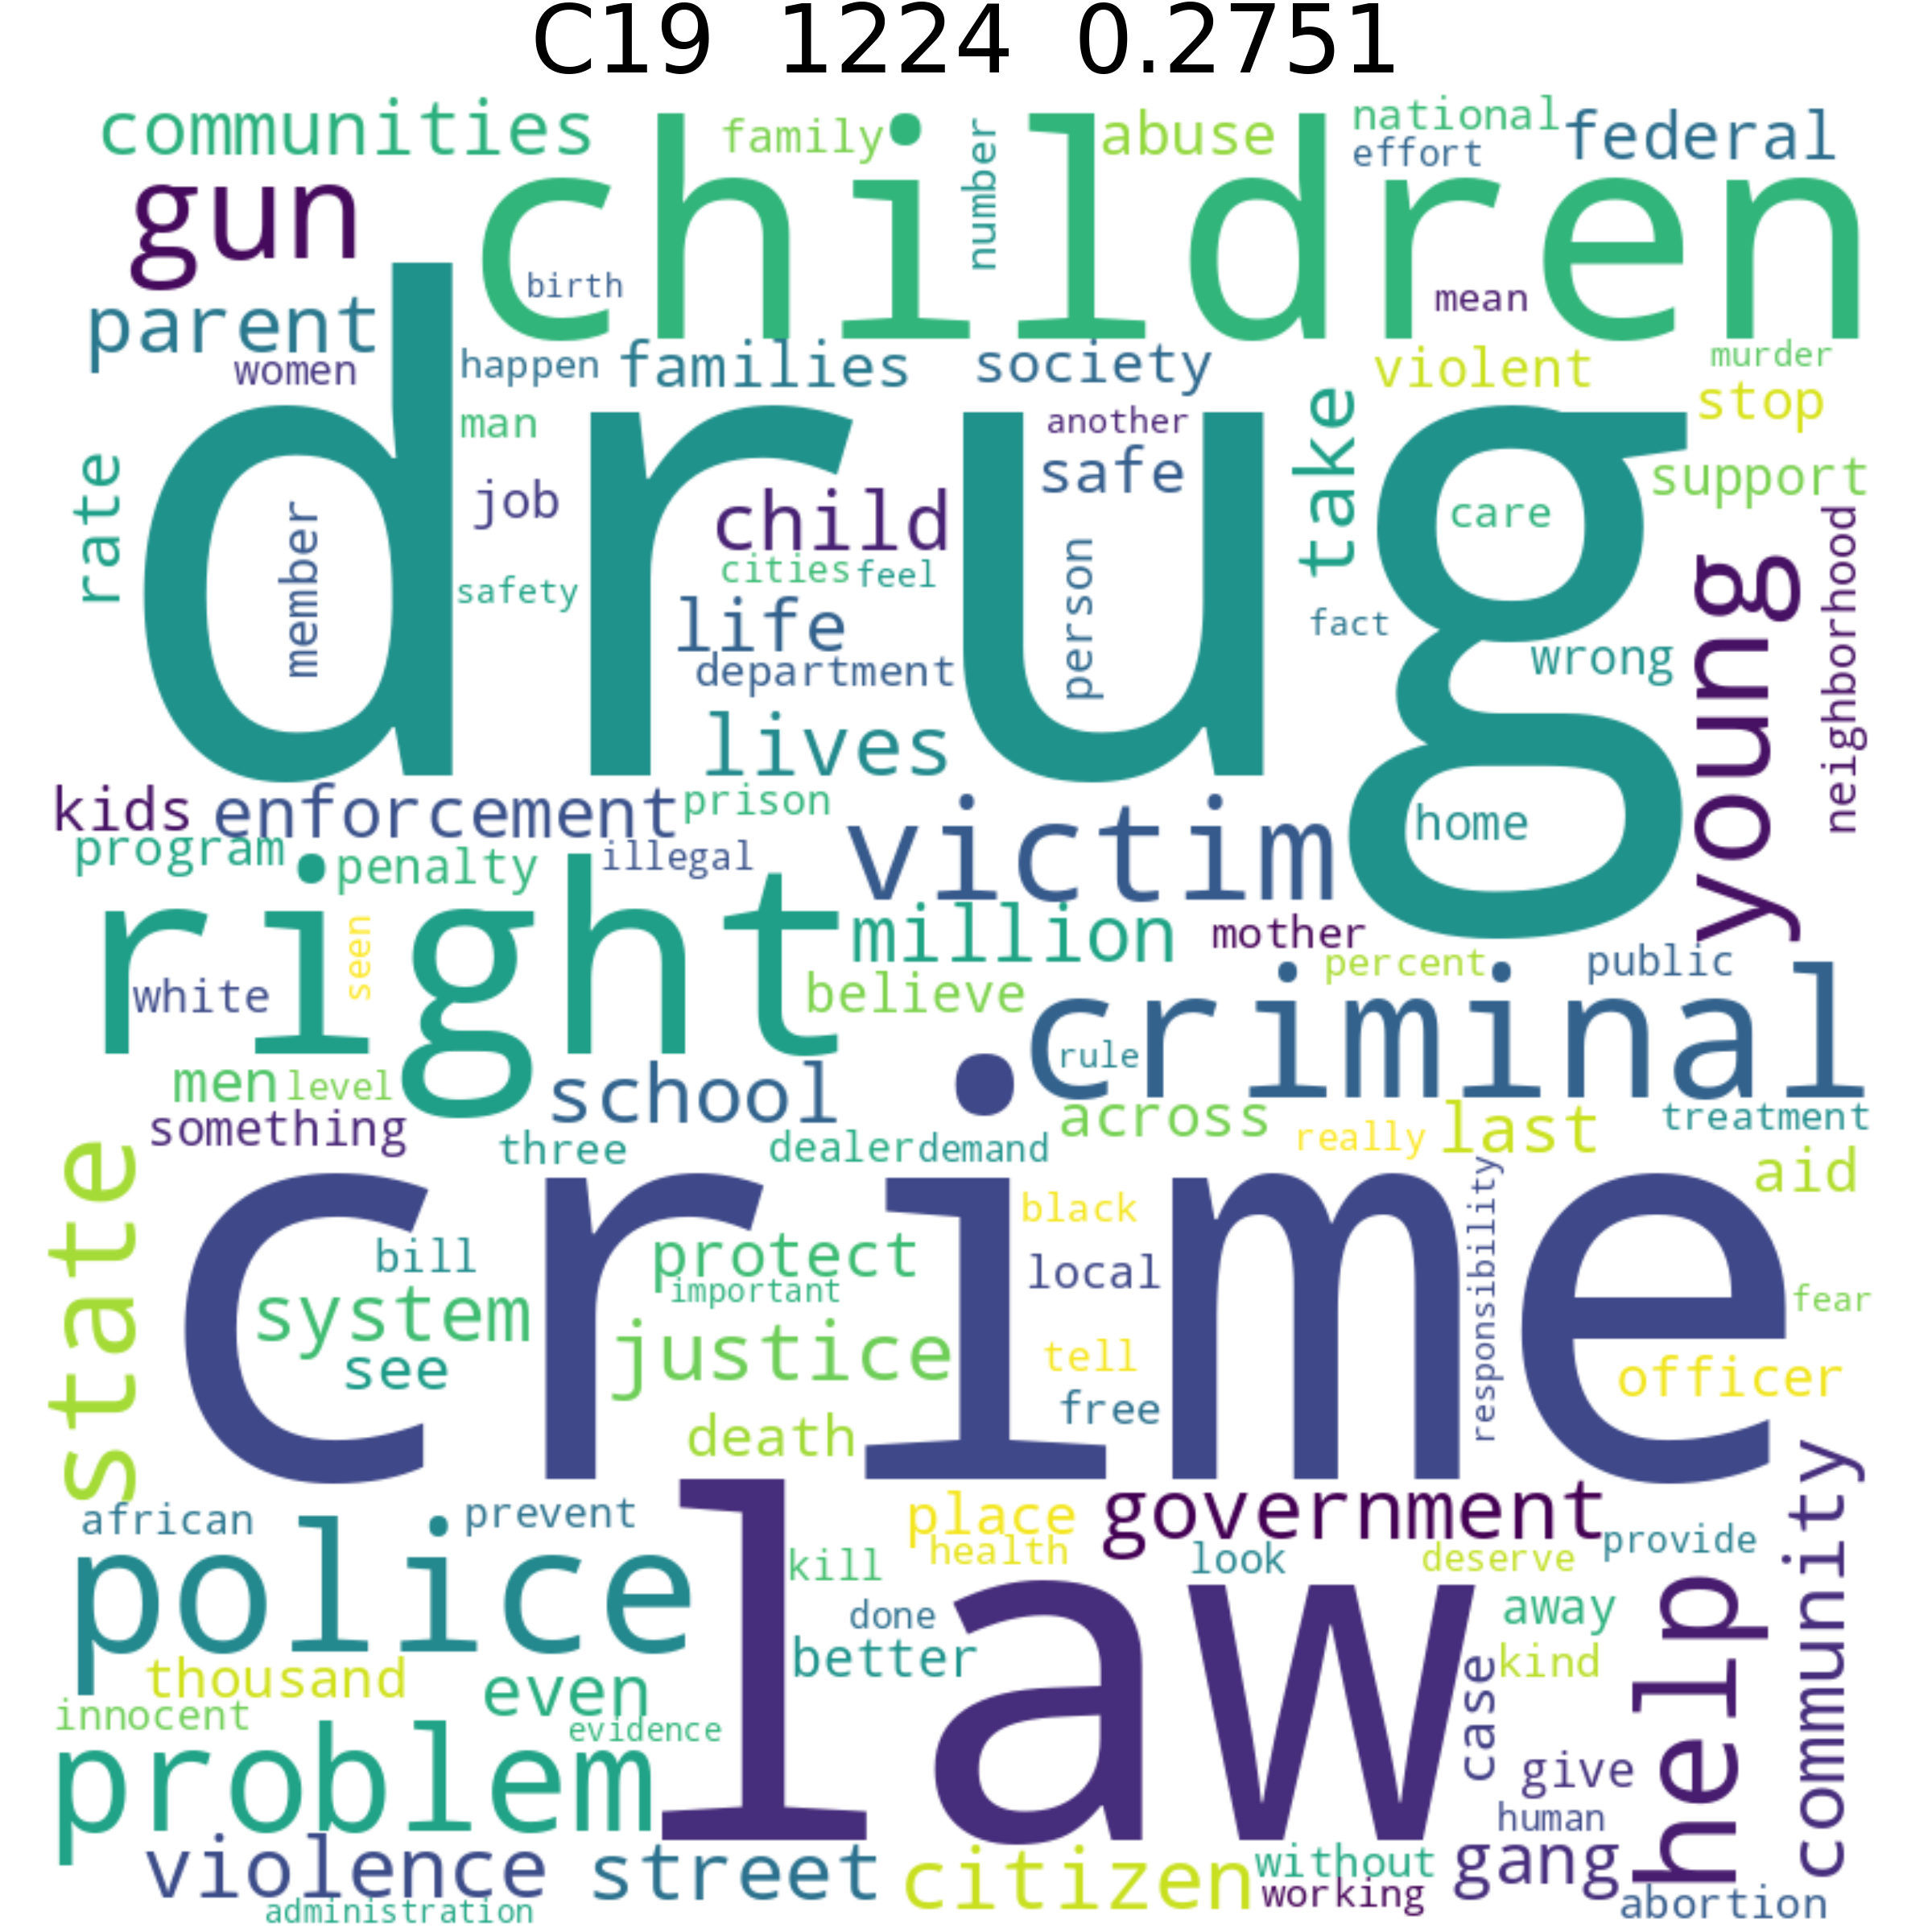 C19 1224 0.2751
communities
family
number
abuse
national
effort
federal
gun
children
birth
mean
parent
women
happen
families
society
violent
murder
stop
drug
man
another
take
rate
member
job
child
safe
care
support
cities
feel
safety
person
life
fact
young
neighborhood
department
wrong
lives
kids
enforcement
prison
home
program
penalty
illegal
victim
right
million
mother
white
seen
believe
percent
public
criminal
rule
men
level
school
something
three
dealer
demand
across
really
last
treatment
aid
state
crime
black
responsibility
bill
protect
important
local
system
fear
see
justice
tell
officer
free
death
african
prevent
place
government
provide
community
police
law
kill
health
look
deserve
help
done
away
thousand
even
better
case
kind
innocent
evidence
problem
give
human
violence
street
citizen
without
gang
working
abortion
administration